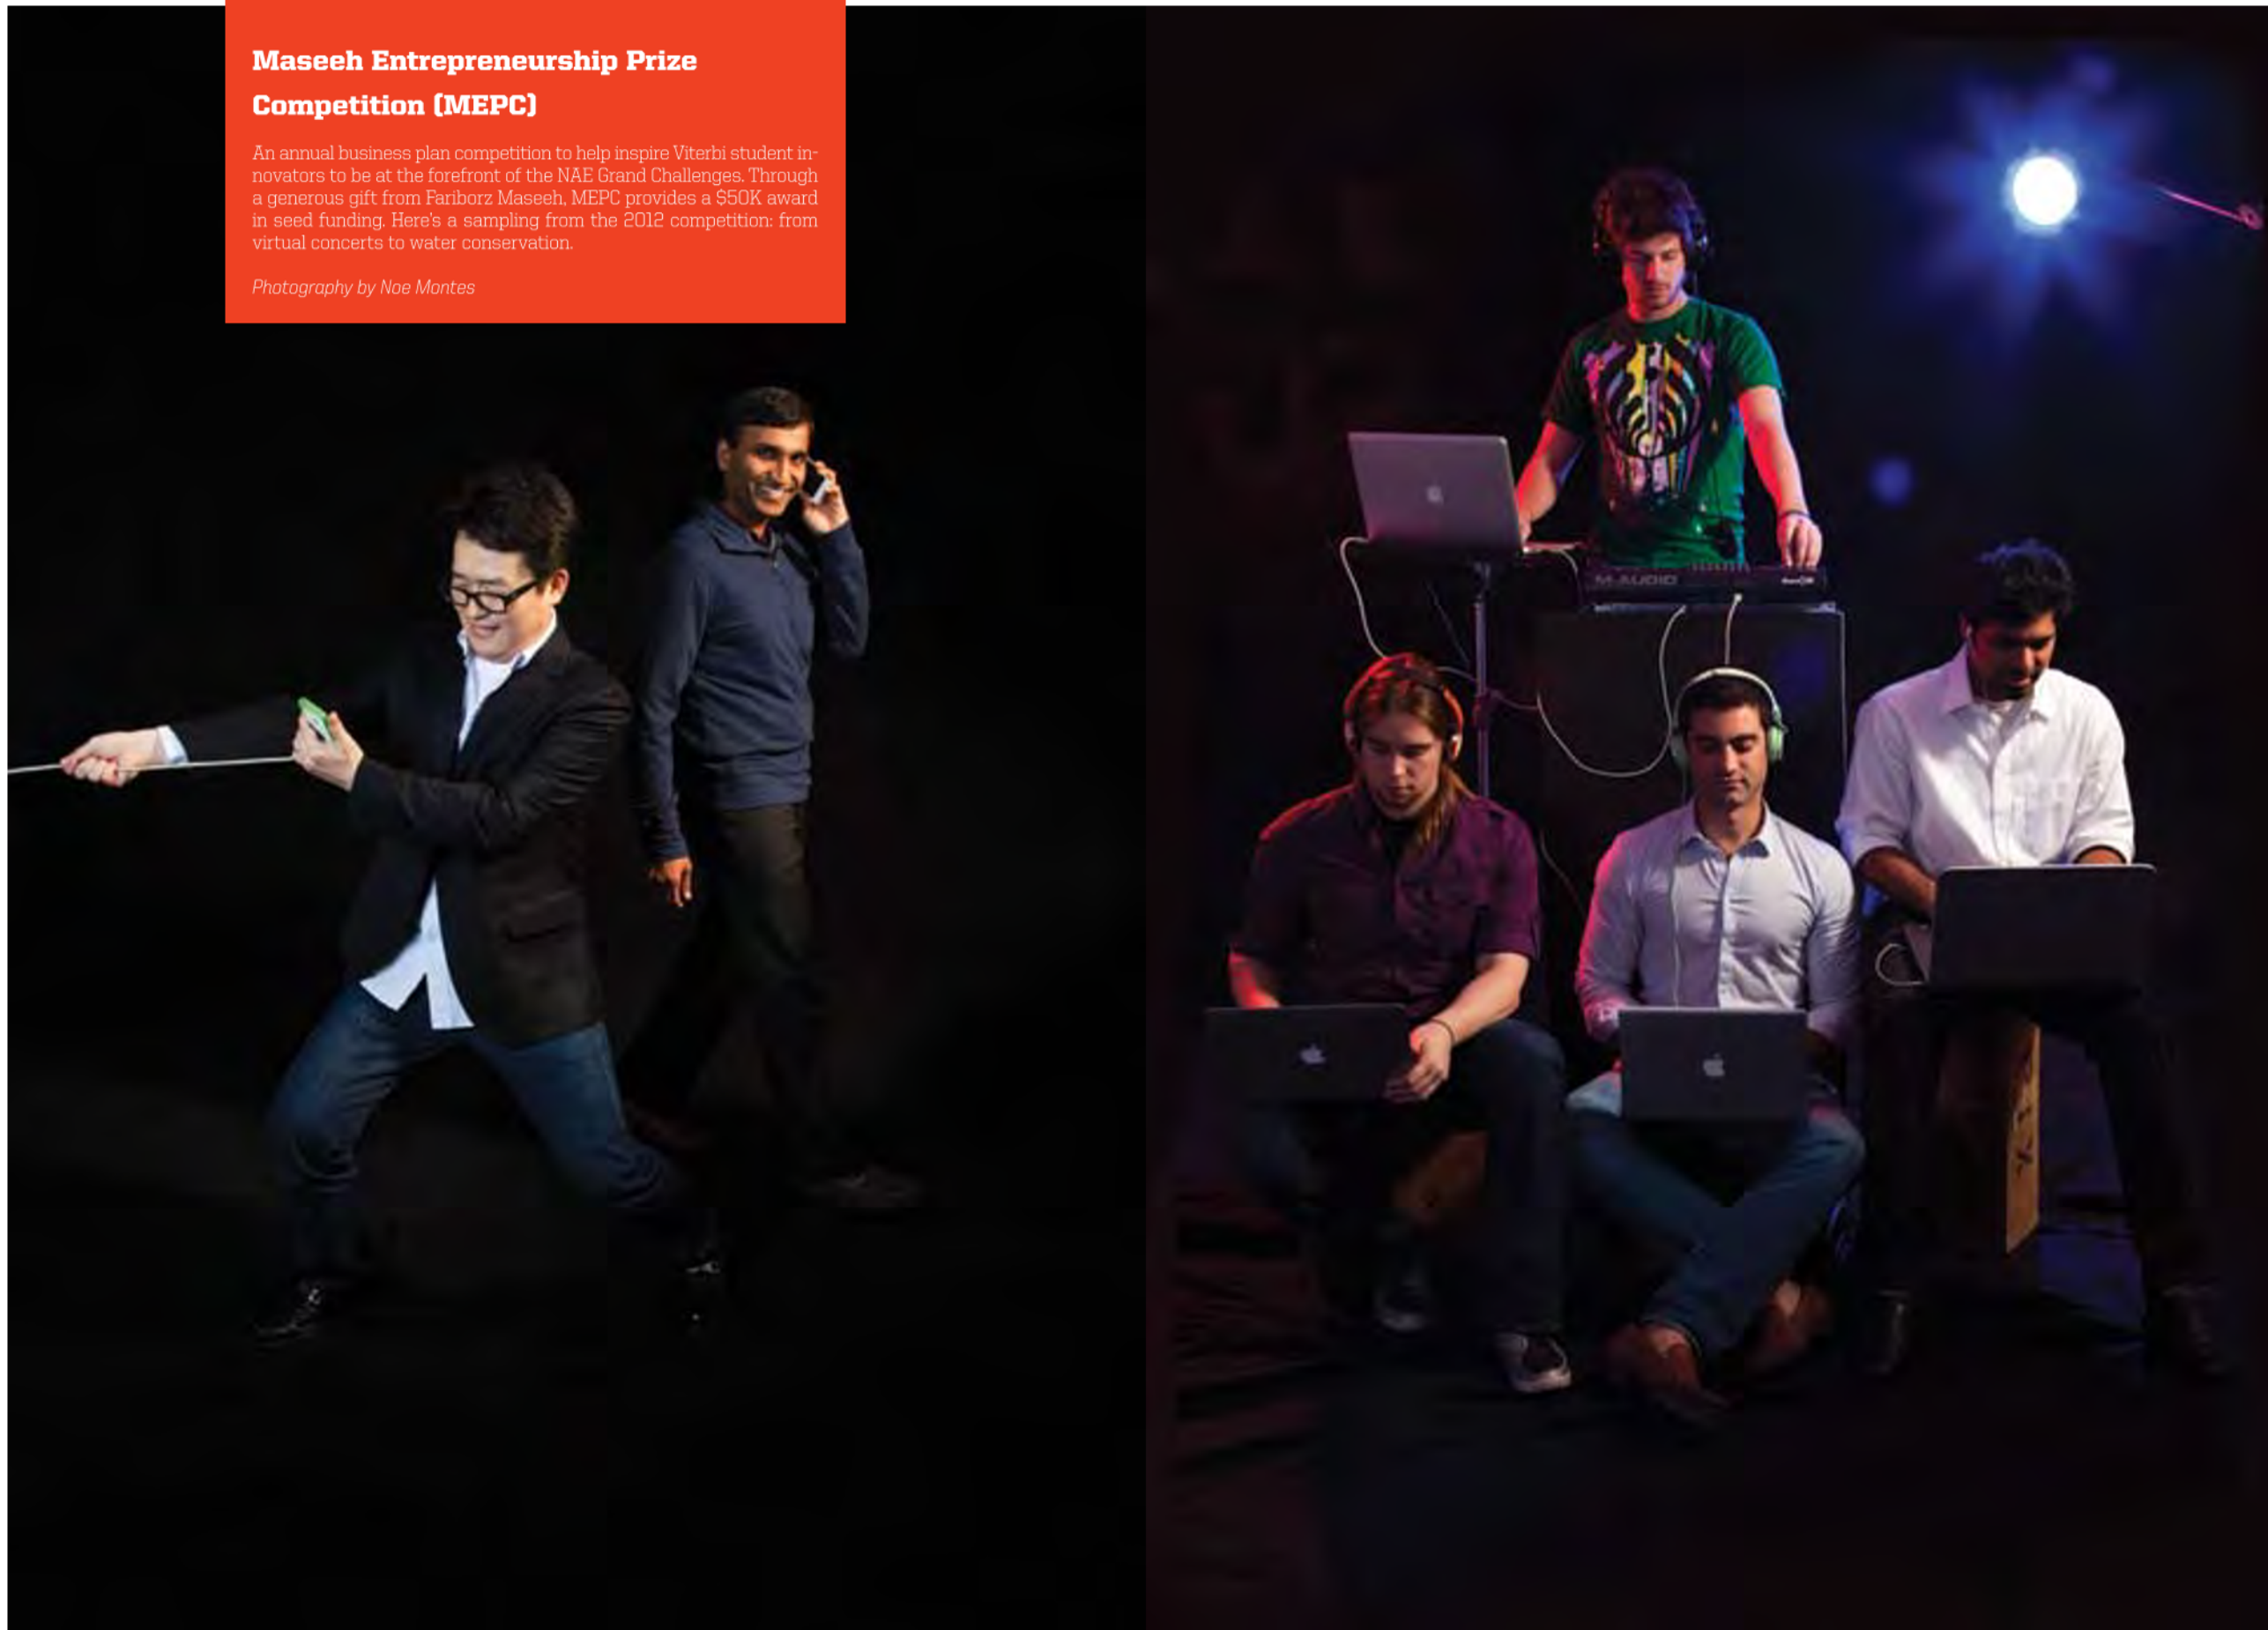 Maseeh Entrepreneurship Prize
Competition (MEPC)
An annual business plan competition to help inspire Viterbi student in-
novators to be at the forefront of the NAE Grand Challenges. Through
a generous gift from Fariborz Maseeh, MEPC provides a $50K award
in seed funding. Here's a sampling from the 2012 competition: from
virtual concerts to water conservation.
Photography by Noe Montes
M-AUDIO